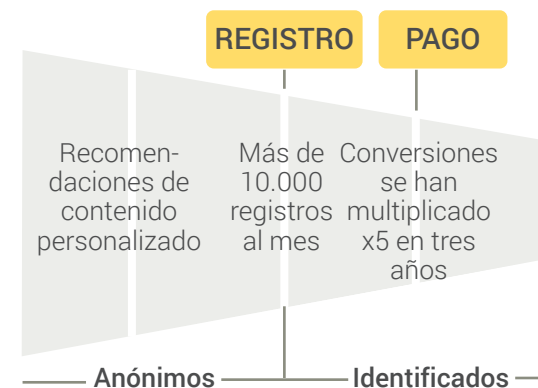 REGISTRO
PAGO
Recomen-
daciones de
contenido
personalizado
Más de
10.000
registros
al mes
Conversiones
se han
multiplicado
x5 en tres
años
Anónimos
Identificados